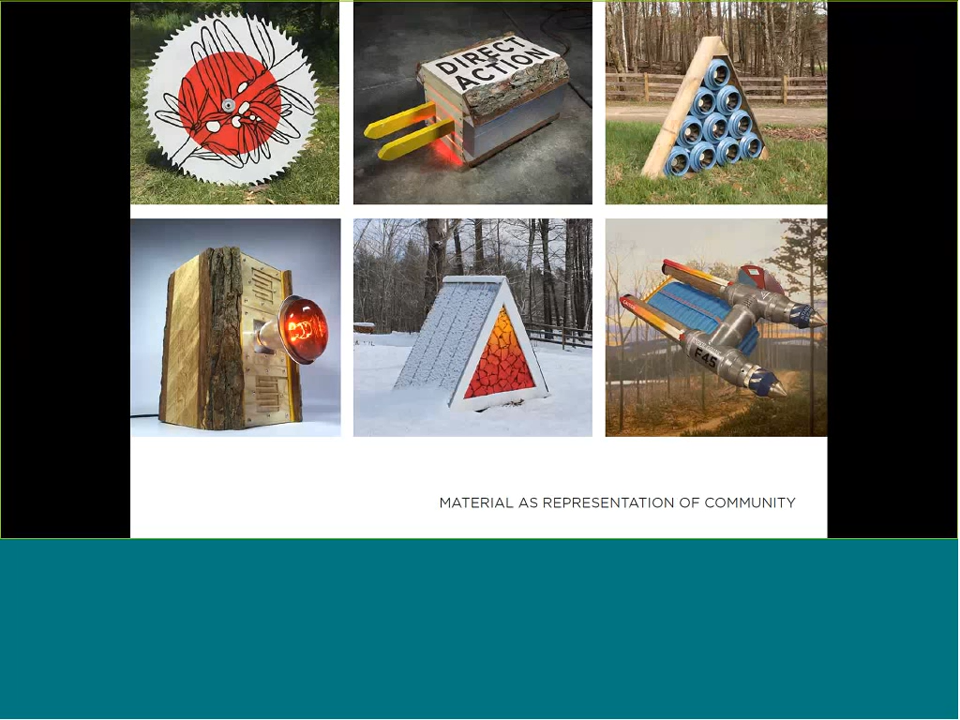 DIRECT
ACTION
F45
MATERIAL AS REPRESENTATION OF COMMUNITY